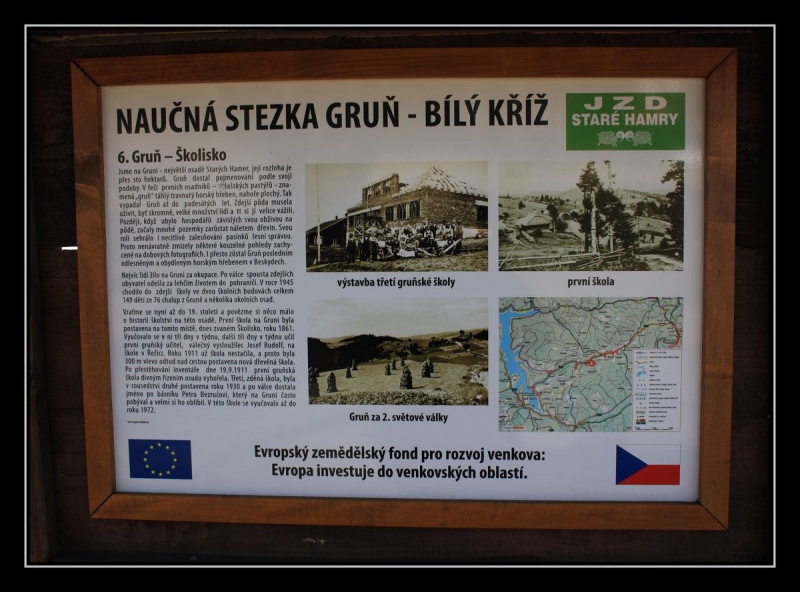 NAUČNÁ STEZKA GRUŇ - BÍLÝ KŘÍŽ
JZD
STARÉ HAMRY
6. Gruň – Školisko
Jsme na Gruni - největší osadě Starých Hamer, její rozloha je
přes sto hektarů. Gruň dostal pojmenování podle svojí
podoby. V řeči prvních osadníků – valašských pastýřů - zna-
mená „gruň" táhlý travnatý horský hřeben, nahoře plochý. Tak
vypadal Gruň až do padesátých let. Zdejší půda musela
uživit, byť skromně, velké množství lidí a ti si jí velice vážili.
Později, když ubylo hospodářů závislých svou obživou na
půdě, začaly mnohé pozemky zarůstat náletem dřevin. Svou
roli sehrálo i necitlivé zalesňování pasínků lesní správou.
Proto nenávratně zmizely některé kouzelné pohledy zachy-
cené na dobových fotografiích. I přesto zůstal Gruň posledním
odlesněným a obydleným horským hřebenem v Beskydech.
Nejvíc lidí žilo na Gruni za okupace. Po válce spousta zdejších
obyvatel odešla za lehčím životem do pohraničí. V roce 1945
chodilo do zdejší školy ve dvou školních budovách celkem
149 dětí ze 76 chalup z Gruně a několika okolních osad.
Vraťme se nyní až do 19. století a povězme si něco málo
o historii školství na této osadě. První škola na Gruni byla
postavena na tomto místě, dnes zvaném Školisko, roku 1861.
Vyučovalo se v ní tři dny v týdnu, další tři dny v týdnu učil
první gruňský učitel, válečný vysloužilec Josef Rudolf, na
škole v Řečici. Roku 1911 už škola nestačila, a proto byla
300 m vlevo odtud nad cestou postavena nová dřevěná škola.
Po přestěhování inventáře dne 19.9.1911 první gruňská
škola divným řízením osudu vyhořela. Třetí, zděná škola, byla
v sousedství druhé postavena roku 1930 a po válce dostala
jméno po básníku Petru Bezručovi, který na Gruni často
pobýval a velmi si ho oblíbil. V této škole se vyučovalo až do
roku 1972.
výstavba třetí gruňské školy
první škola
Gruň za 2. světové války
Evropský zemědělský fond pro rozvoj venkova:
Evropa investuje do venkovských oblastí.